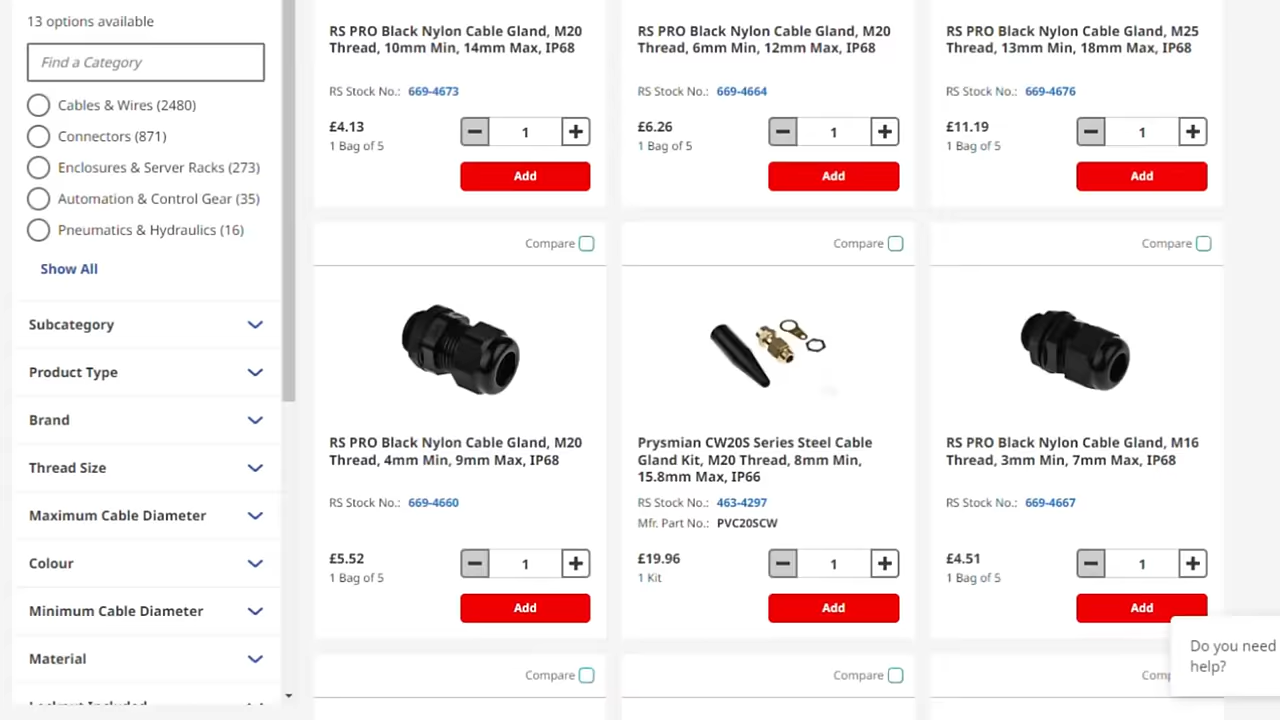 13 options available
Find a Category
Cables & Wires (2480)
Connectors (871)
Enclosures & Server Racks (273)
Automation & Control Gear (35)
Pneumatics & Hydraulics (16)
Show All
Subcategory
Product Type
Brand
Thread Size
Maximum Cable Diameter
Colour
Minimum Cable Diameter
Material
Lockout Included
RS PRO Black Nylon Cable Gland, M20
Thread, 10mm Min, 14mm Max, IP68
RS Stock No.: 669-4673
£4.13
1 Bag of 5
1
Add
RS PRO Black Nylon Cable Gland, M20
Thread, 6mm Min, 12mm Max, IP68
RS Stock No.: 669-4664
£6.26
1 Bag of 5
1
Add
RS PRO Black Nylon Cable Gland, M25
Thread, 13mm Min, 18mm Max, IP68
RS Stock No.: 669-4676
£11.19
1 Bag of 5
1
Add
Compare
RS PRO Black Nylon Cable Gland, M20
Thread, 4mm Min, 9mm Max, IP68
RS Stock No.: 669-4660
£5.52
1 Bag of 5
1
Add
Compare
Prysmian CW20S Series Steel Cable
Gland Kit, M20 Thread, 8mm Min,
15.8mm Max, IP66
RS Stock No.: 463-4297
Mfr. Part No.: PVC20SCW
£19.96
1 Kit
1
Add
Compare
RS PRO Black Nylon Cable Gland, M16
Thread, 3mm Min, 7mm Max, IP68
RS Stock No.: 669-4667
£4.51
1 Bag of 5
1
Add
Compare
Compare
Comp
Do you need
help?